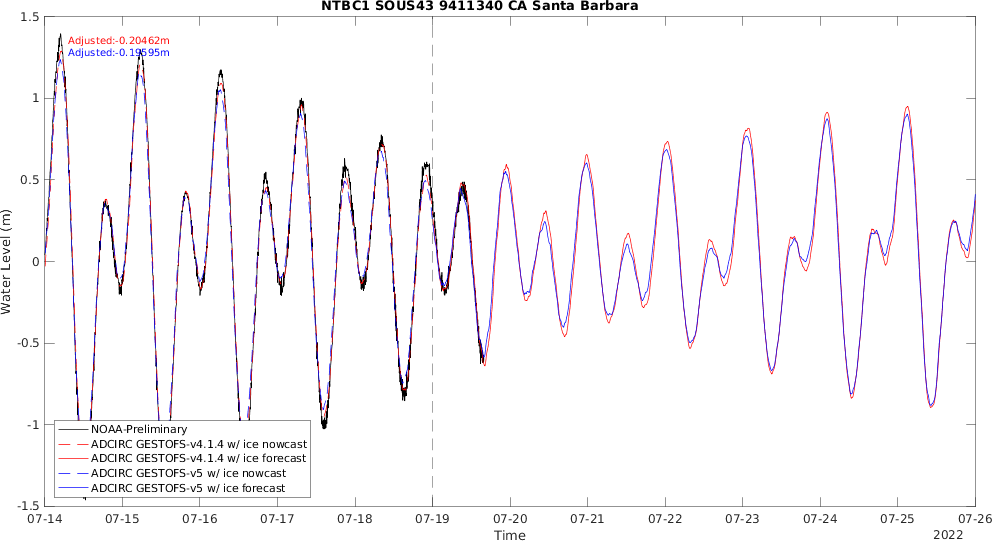 NTBC1 SOUS43 9411340 CA Santa Barbara
Adjusted:-0.20462m
Adjusted:-0.19595m
Water Level (m)
1.5
1
0.5
0
-0.5
-1
-1.5
NOAA-Preliminary
ADCIRC GESTOFS-v4.1.4 w/ ice nowcast
ADCIRC GESTOFS-v4.1.4 w/ ice forecast
ADCIRC GESTOFS-v5 w/ ice nowcast
ADCIRC GESTOFS-v5 w/ ice forecast
07-14 07-15 07-16 07-17 07-18 07-19 07-20 07-21 07-22 07-23 07-24 07-25 07-26
Time
2022